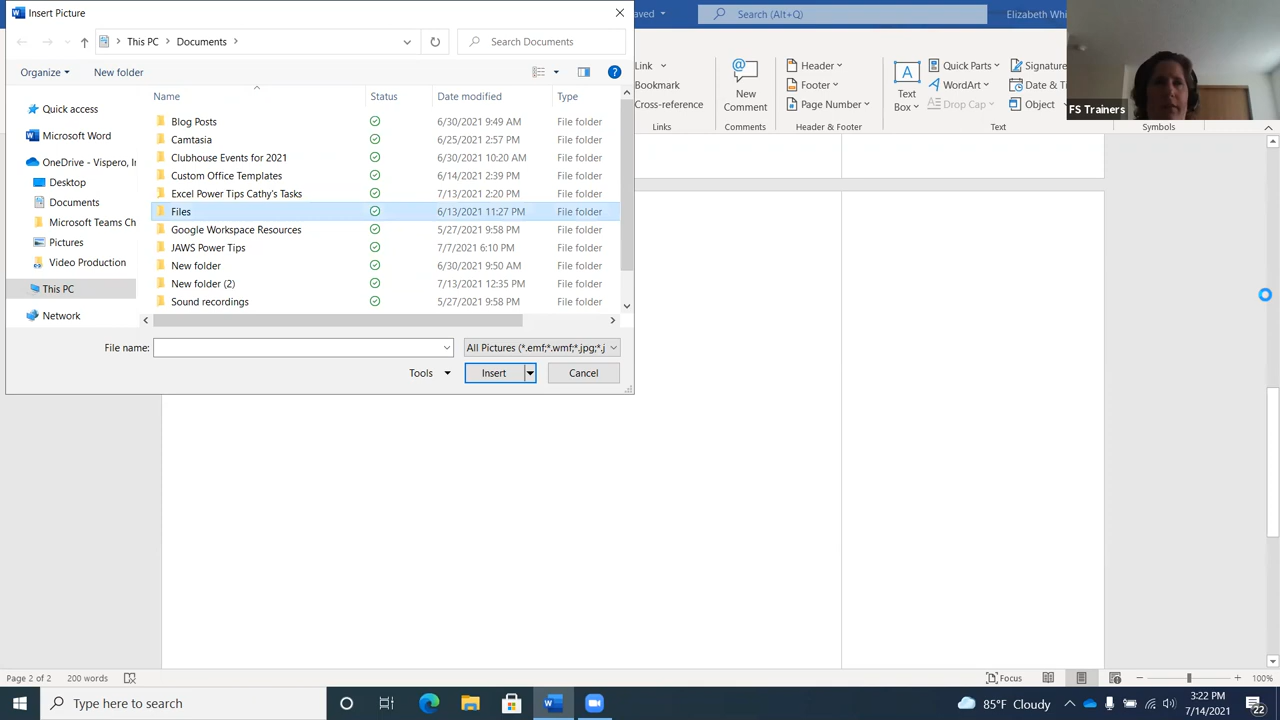 Insert Picture
This PC
Documents
Search Documents
Organize
New folder
Quick access
Microsoft Word
OneDrive - Vispero, In
Desktop
Documents
Microsoft Teams Ch
Pictures
Video Production
This PC
Network
Name Status Date modified Type
Blog Posts 6/30/2021 9:49 AM File folder
Camtasia 6/25/2021 2:57 PM File folder
Clubhouse Events for 2021 6/30/2021 10:20 AM File folder
Custom Office Templates 6/14/2021 2:39 PM File folder
Excel Power Tips Cathy's Tasks 7/13/2021 2:20 PM File folder
Files 6/13/2021 11:27 PM File folder
Google Workspace Resources 5/27/2021 9:58 PM File folder
JAWS Power Tips 7/7/2021 6:10 PM File folder
New folder 6/30/2021 9:50 AM File folder
New folder (2) 7/13/2021 12:35 PM File folder
Sound recordings 5/27/2021 9:58 PM File folder
File name:
All Pictures (*.emf;*.wmf;*.jpg;*.j
Tools
Insert
Cancel
aved
Search (Alt+Q)
Elizabeth Whi
Link
Bookmark
Cross-reference
Links
New
Comment
Comments
Header
Footer
Page Number
Header & Footer
Text
Box
Quick Parts
WordArt
Drop Cap
Signature
Date & Ti
Object
Text
Symbols
FS Trainers
Page 2 of 2 200 words
Focus
100%
Type here to search
85°F Cloudy
3:22 PM
7/14/2021
22